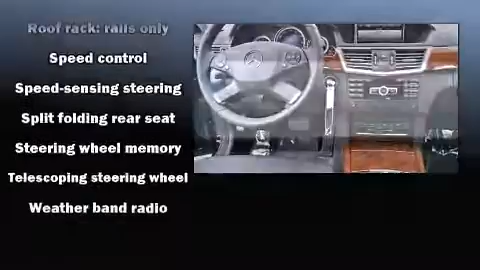 Roof rack: rails only
Speed control
Speed-sensing steering
Split folding rear seat
Steering wheel memory
Telescoping steering wheel
Weather band radio